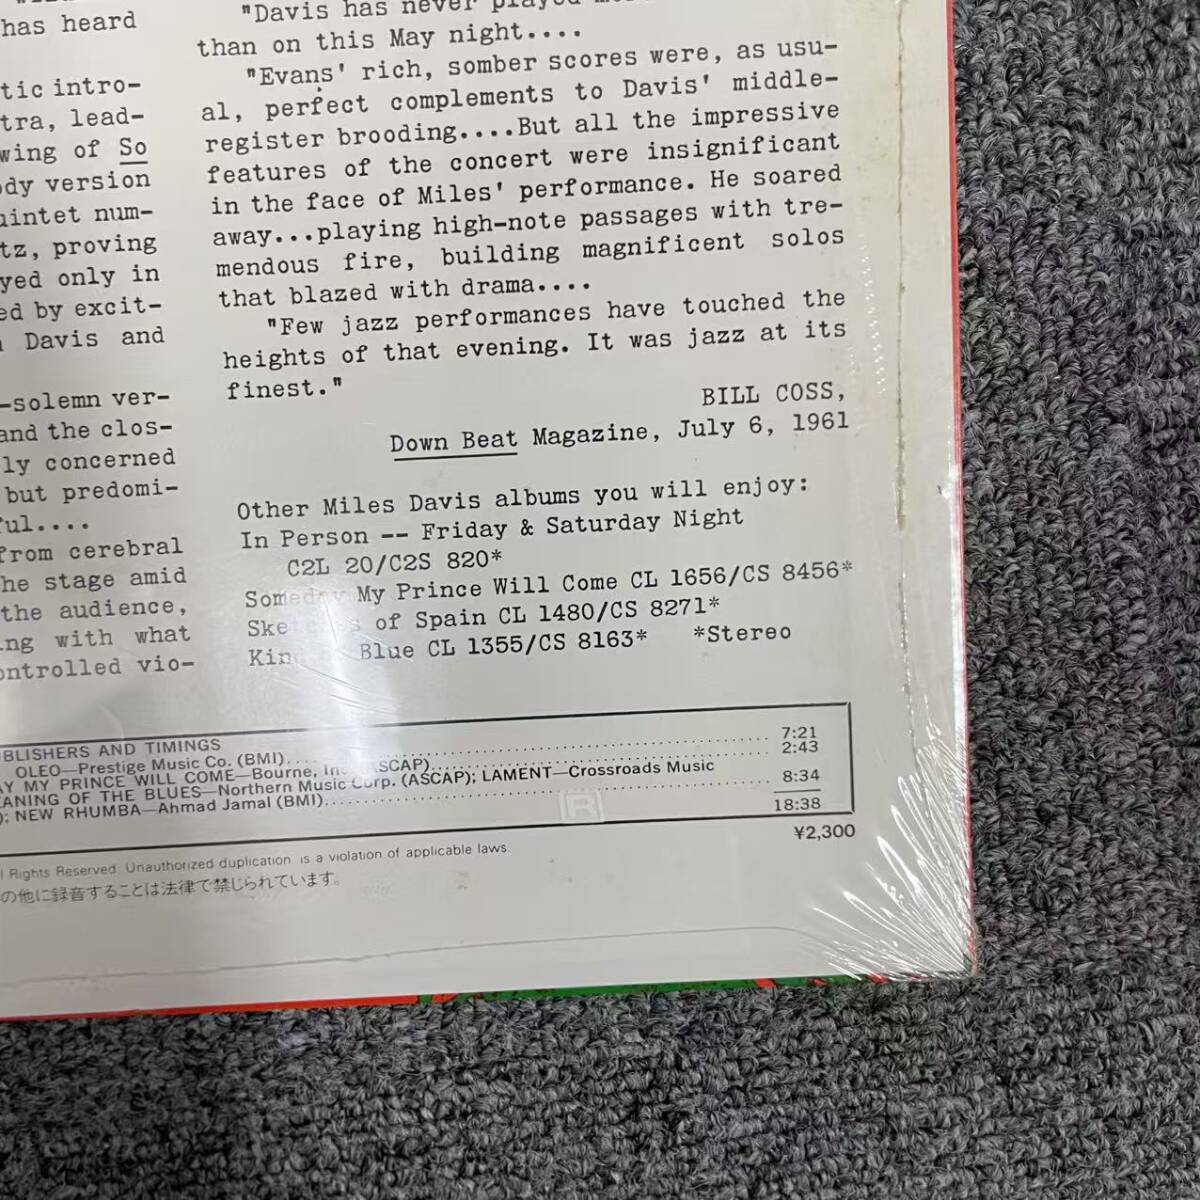 has heard
tic intro-
tra, lead-
wing of So
ody version
uintet num-
tz, proving
yed only in
ed by excit-
Davis and
-solemn ver-
and the clos-
ly concerned
but predomi-
ful....
from cerebral
he stage amid
the audience,
ing with what
ontrolled vio-
"Davis has never played
than on this May night....
"Evans' rich, somber scores were, as usu-
al, perfect complements to Davis' middle-
register brooding....But all the impressive
features of the concert were insignificant
in the face of Miles' performance. He soared
away...playing high-note passages with tre-
mendous fire, building magnificent solos
that blazed with drama....
"Few jazz performances have touched the
heights of that evening. It was jazz at its
finest."
BILL COSS,
Down Beat Magazine, July 6, 1961
Other Miles Davis albums you will enjoy:
In Person -- Friday & Saturday Night
C2L 20/C2S 820*
Someday My Prince Will Come CL 1656/CS 8456*
Sketches of Spain CL 1480/CS 8271*
Kind Blue CL 1355/CS 8163* *Stereo
BLISHERS AND TIMINGS
OLEO—Prestige Music Co. (BMI)... 7:21
AY MY PRINCE WILL COME—Bourne, Inc. (ASCAP)... 2:43
EANING OF THE BLUES—Northern Music Corp. (ASCAP); LAMENT—Crossroads Music
); NEW RHUMBA—Ahmad Jamal (BMI)... 8:34
18:38
¥2,300
l Rights Reserved. Unauthorized duplication is a violation of applicable laws.
の他に録音することは法律で禁じられています。
R